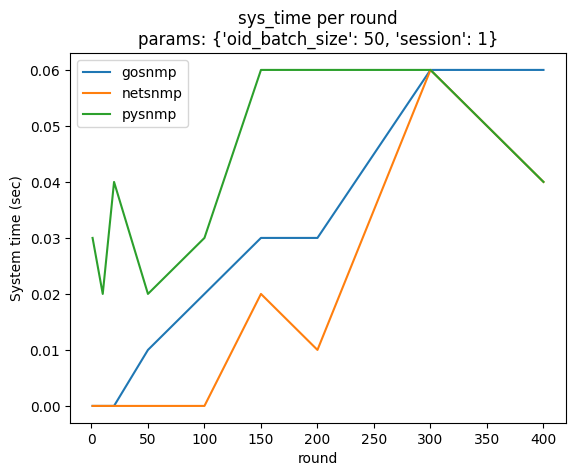 sys_time per round
params: {'oid_batch_size': 50, 'session': 1}
gosnmp
netsnmp
pysnmp
0.06
0.05
0.04
0.03
0.02
0.01
0.00
System time (sec)
0 50 100 150 200 250 300 350 400
round